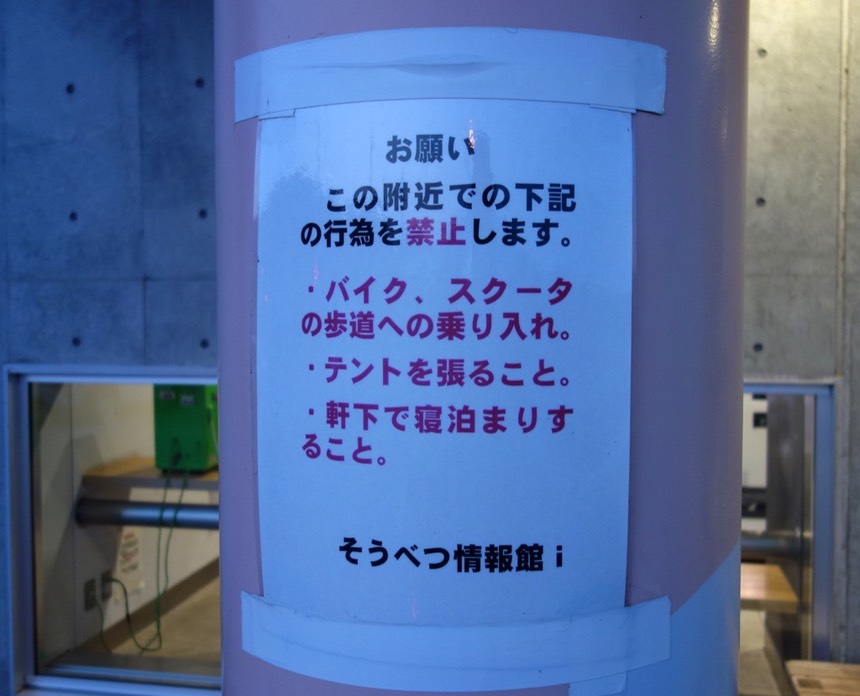 お願い
この附近での下記
の行為を禁止します。
・バイク、スクータ
の歩道への乗り入れ。
・テントを張ること。
・軒下で寝泊まりす
ること。
そうべつ情報館ｉ